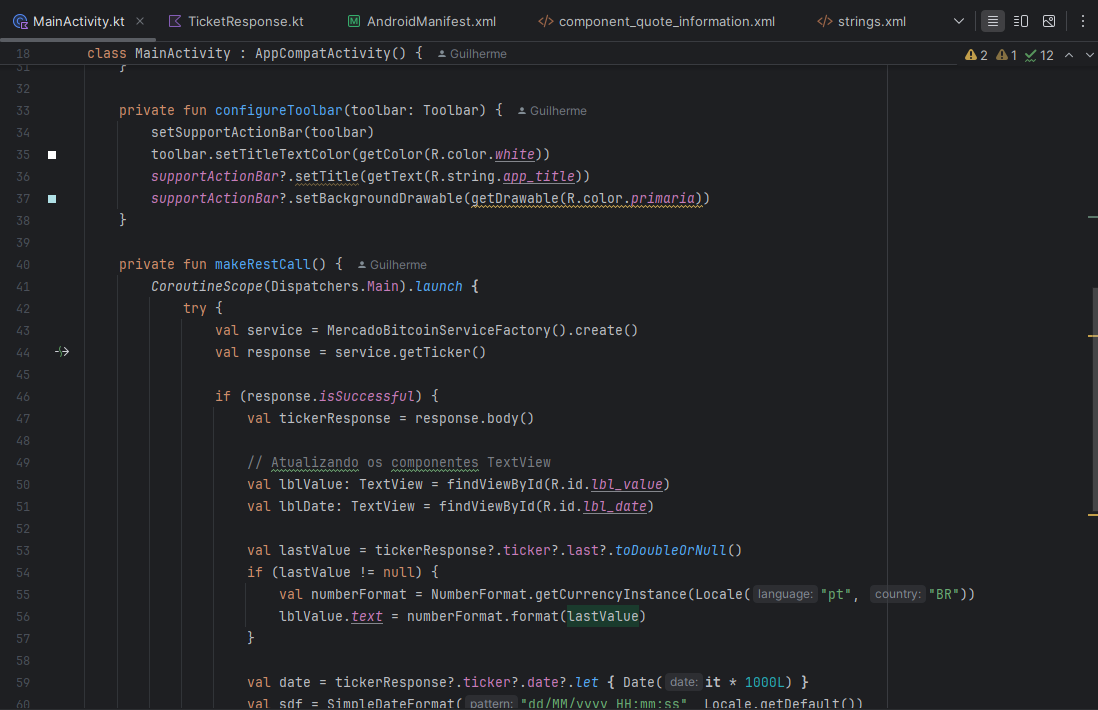 MainActivity.kt × TicketResponse.kt AndroidManifest.xml component_quote_information.xml strings.xml
18 class MainActivity : AppCompatActivity() { Guilherme 2 1 12
31 }
32
33 private fun configureToolbar(toolbar: Toolbar) { Guilherme
34 setSupportActionBar(toolbar)
35 toolbar.setTitleTextColor(getColor(R.color.white))
36 supportActionBar?.setTitle(getText(R.string.app_title))
37 supportActionBar?.setBackgroundDrawable(getDrawable(R.color.primaria))
38 }
39
40 private fun makeRestCall() { Guilherme
41 CoroutineScope(Dispatchers.Main).launch {
42 try {
43 val service = MercadoBitcoinServiceFactory().create()
44 val response = service.getTicker()
45
46 if (response.isSuccessful) {
47 val tickerResponse = response.body()
48
49 // Atualizando os componentes TextView
50 val lblValue: TextView = findViewById(R.id.lbl_value)
51 val lblDate: TextView = findViewById(R.id.lbl_date)
52
53 val lastValue = tickerResponse?.ticker?.last?.toDoubleOrNull()
54 if (lastValue != null) {
55 val numberFormat = NumberFormat.getCurrencyInstance(Locale( language: "pt", country: "BR"))
56 lblValue.text = numberFormat.format(lastValue)
57 }
58
59 val date = tickerResponse?.ticker?.date?.let { Date( date: it * 1000L) }
60 val sdf = SimpleDateFormat( pattern: "dd/MM/yyyy HH:mm:ss", Locale.getDefault())